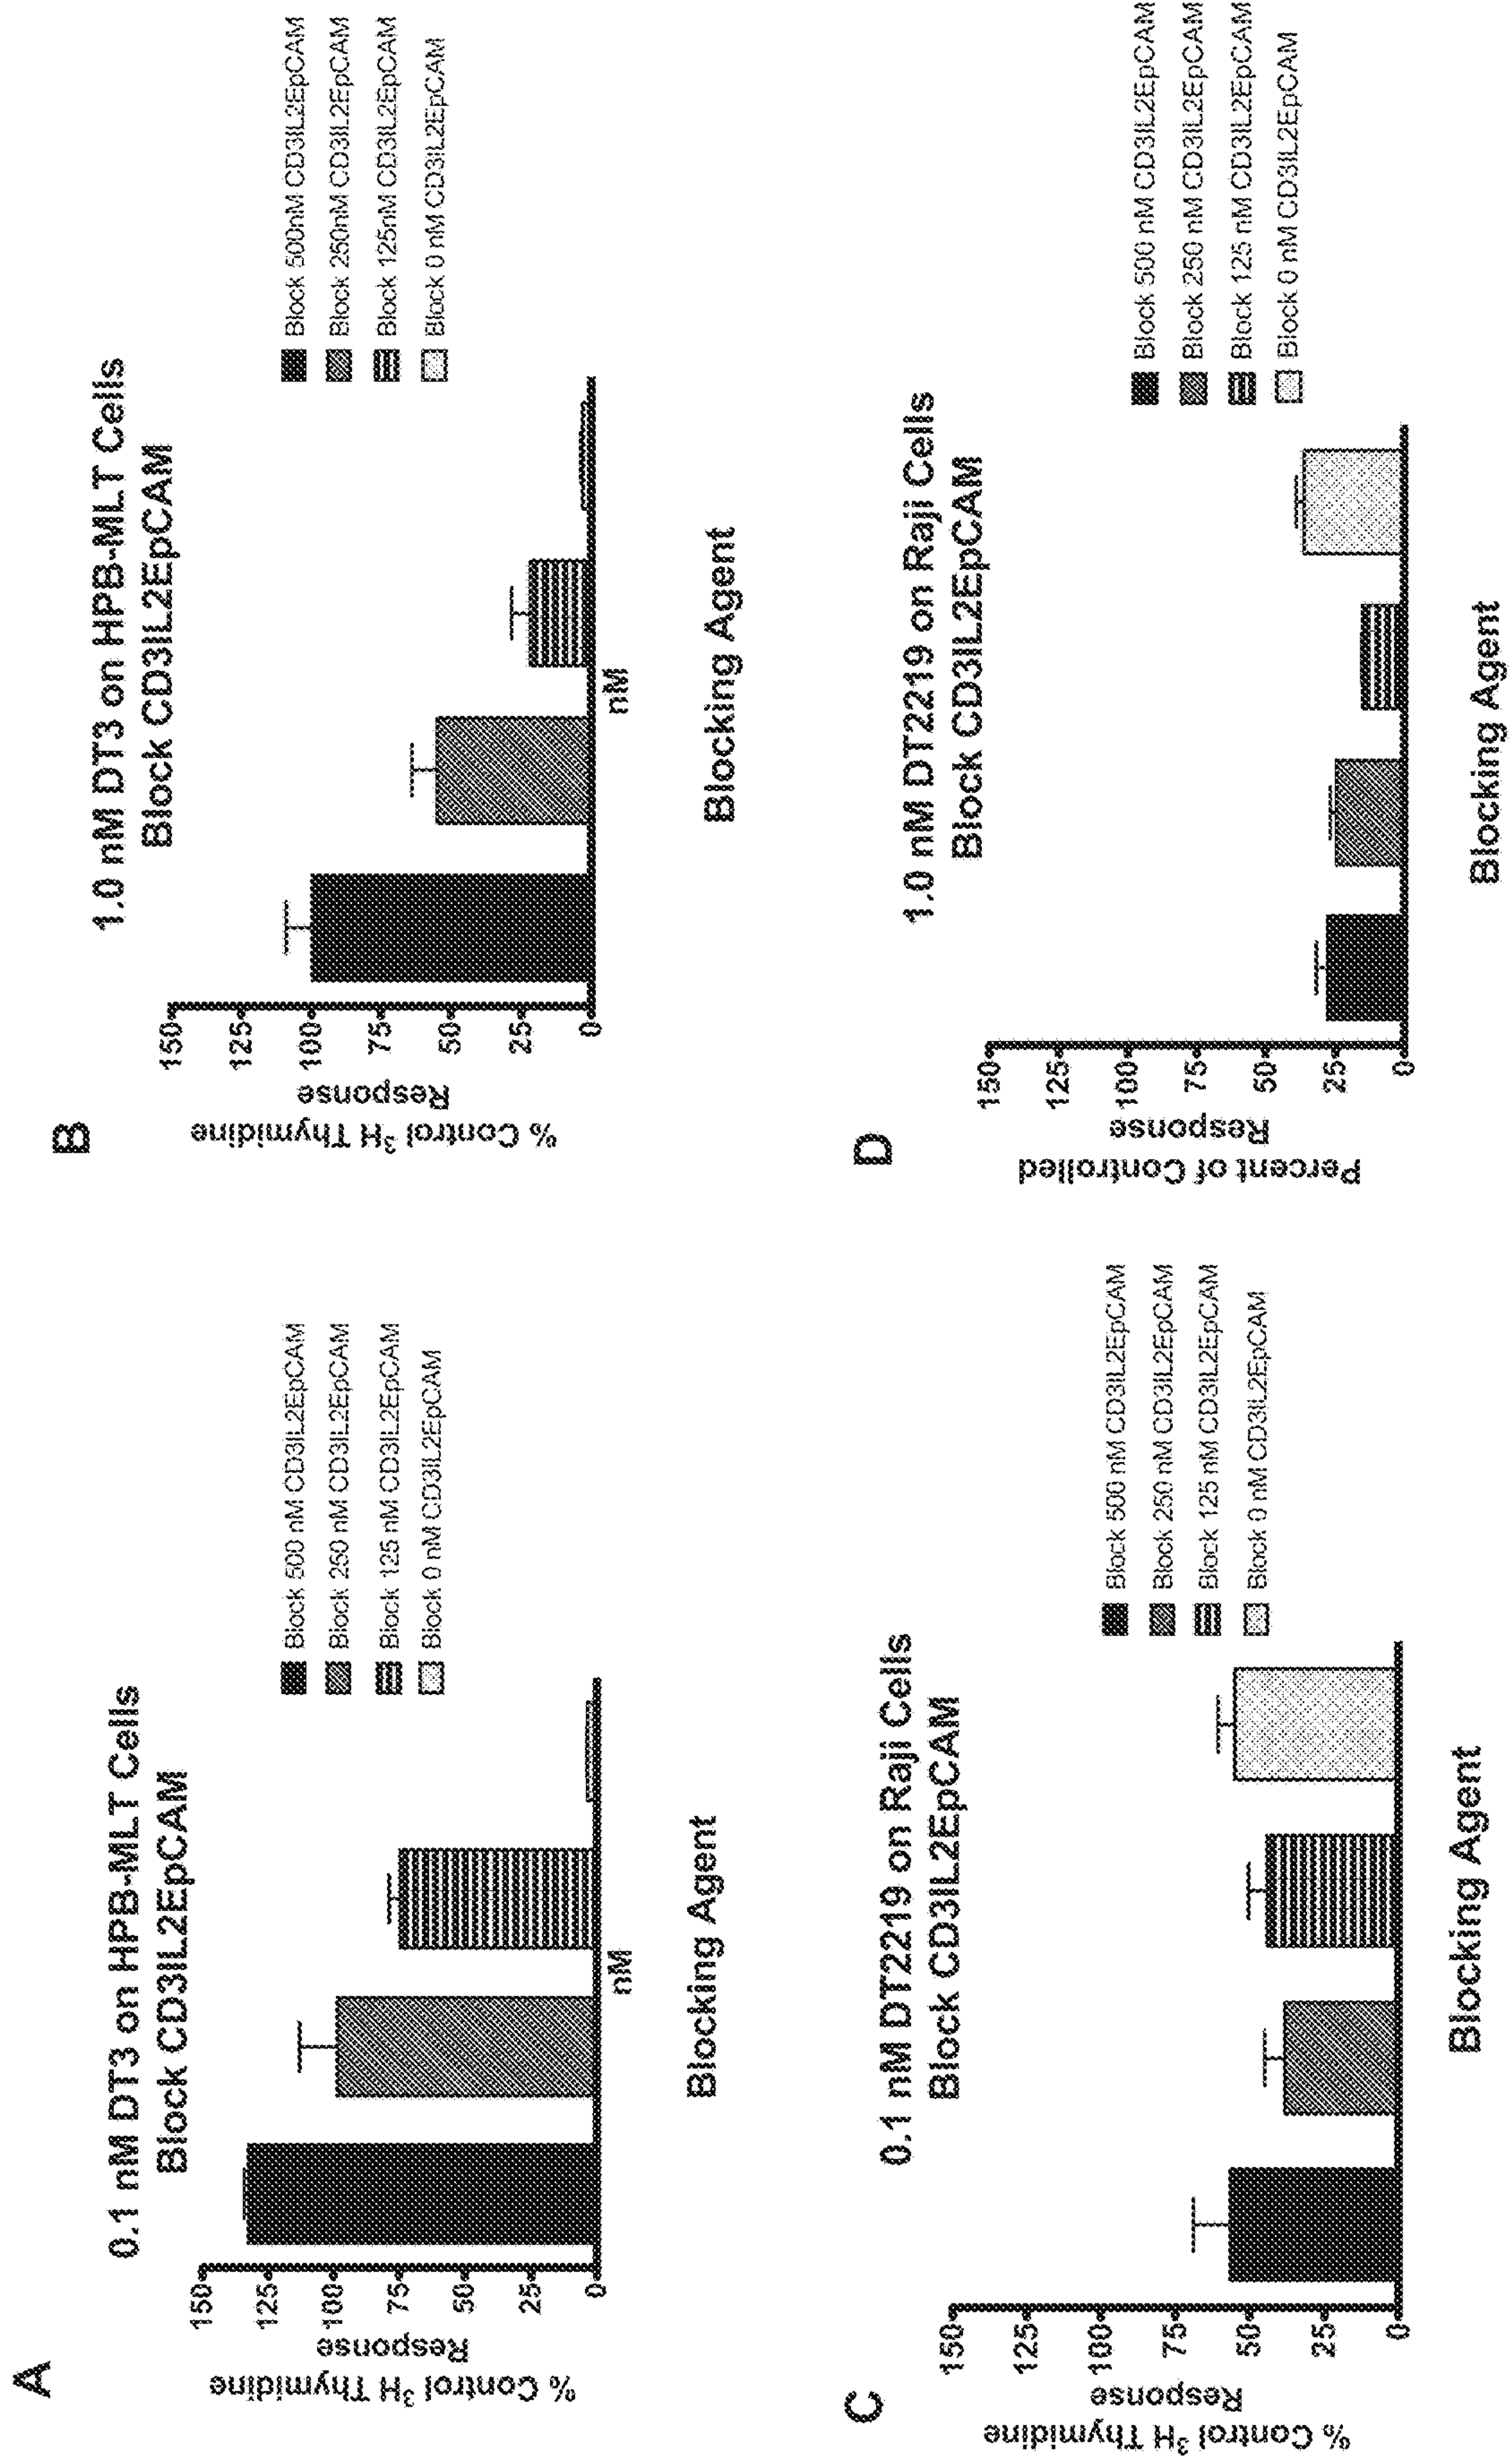 A
0.1 nM DT3 on HPB-MLT Cells
Block CD3IL2EpCAM
% Control ³H Thymidine
Response
150
125
100
75
50
25
0
nM
Blocking Agent
Block 500 nM CD3IL2EpCAM
Block 250 nM CD3IL2EpCAM
Block 125 nM CD3IL2EpCAM
Block 0 nM CD3IL2EpCAM
B
1.0 nM DT3 on HPB-MLT Cells
Block CD3IL2EpCAM
% Control ³H Thymidine
Response
150
125
100
75
50
25
0
nM
Blocking Agent
Block 500nM CD3IL2EpCAM
Block 250nM CD3IL2EpCAM
Block 125nM CD3IL2EpCAM
Block 0 nM CD3IL2EpCAM
C
0.1 nM DT2219 on Raji Cells
Block CD3IL2EpCAM
% Control ³H Thymidine
Response
150
125
100
75
50
25
0
Blocking Agent
Block 500 nM CD3IL2EpCAM
Block 250 nM CD3IL2EpCAM
Block 125 nM CD3IL2EpCAM
Block 0 nM CD3IL2EpCAM
D
1.0 nM DT2219 on Raji Cells
Block CD3IL2EpCAM
Percent of Controlled
Response
150
125
100
75
50
25
0
Blocking Agent
Block 500 nM CD3IL2EpCAM
Block 250 nM CD3IL2EpCAM
Block 125 nM CD3IL2EpCAM
Block 0 nM CD3IL2EpCAM